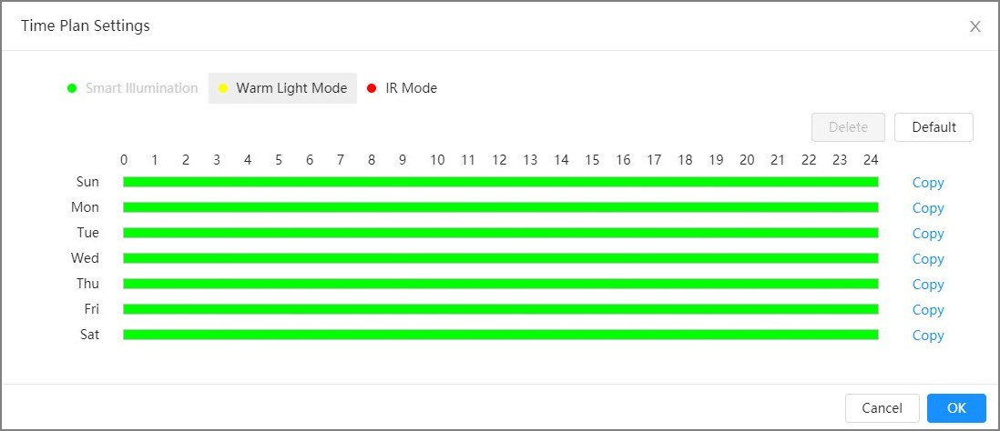 Time Plan Settings X
Smart Illumination Warm Light Mode IR Mode
Delete Default
0 1 2 3 4 5 6 7 8 9 10 11 12 13 14 15 16 17 18 19 20 21 22 23 24
Sun Copy
Mon Copy
Tue Copy
Wed Copy
Thu Copy
Fri Copy
Sat Copy
Cancel OK